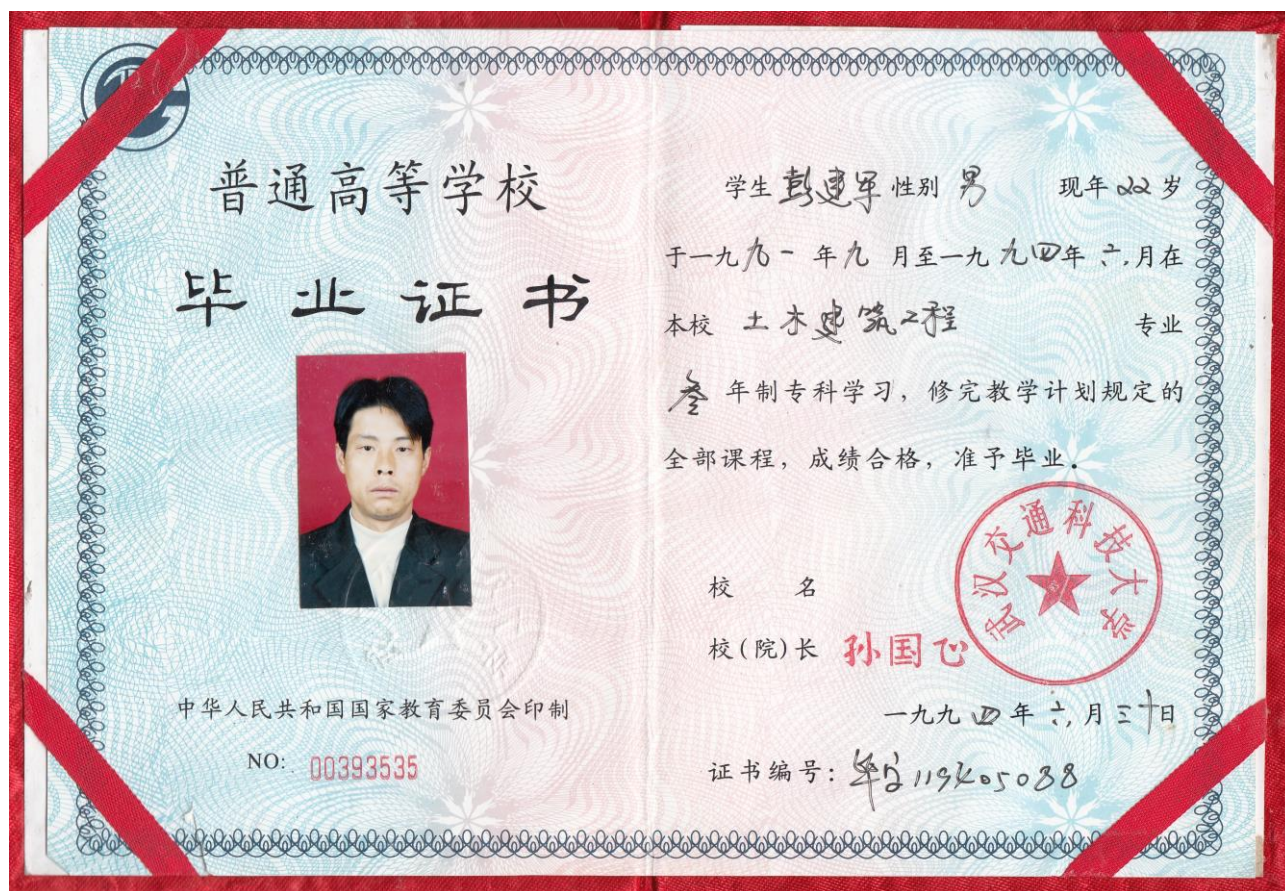 普通高等学校
毕业证书
中华人民共和国国家教育委员会印制
NO: 00393535
学生彭建军性别 男 现年22岁
于一九九一年九月至一九九四年六月在
本校 土木建筑工程 专业
叁年制专科学习，修完教学计划规定的
全部课程，成绩合格，准予毕业．
武汉交通科技大学
校 名
校(院)长 孙国正
一九九四年六月三十日
证书编号: 毕字119405088